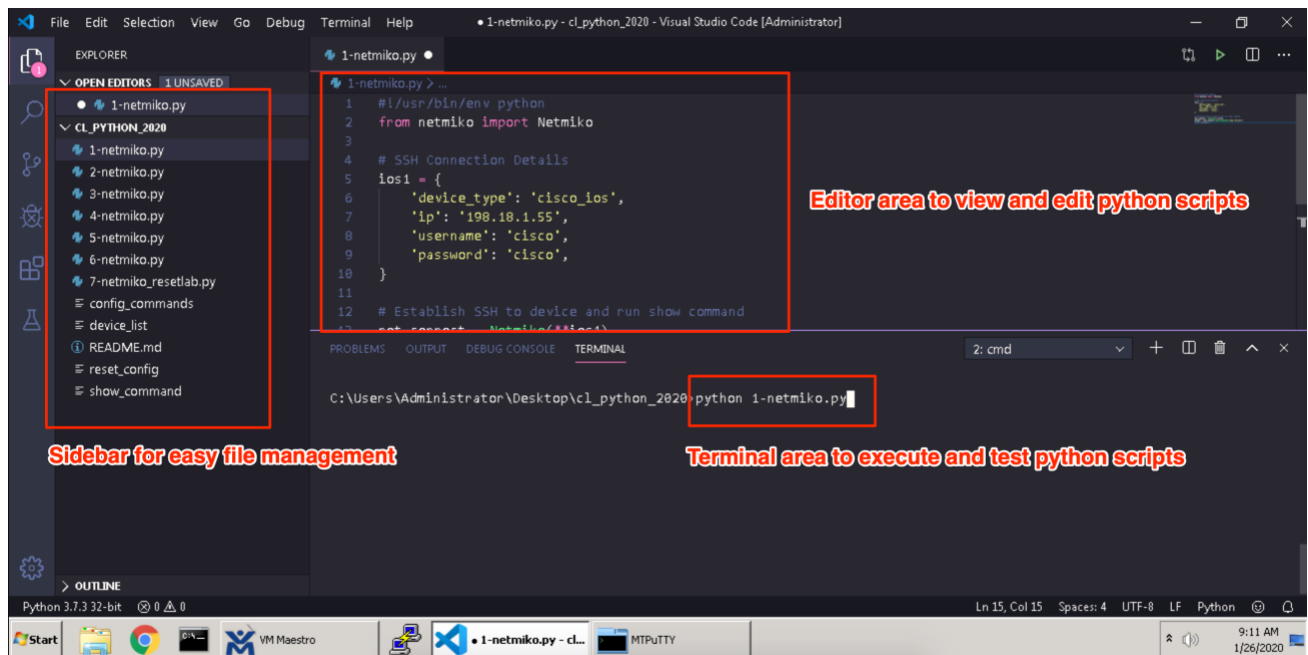 File Edit Selection View Go Debug Terminal Help
● 1-netmiko.py - cl_python_2020 - Visual Studio Code [Administrator]
EXPLORER
OPEN EDITORS 1 UNSAVED
● 1-netmiko.py
CL_PYTHON_2020
1-netmiko.py
2-netmiko.py
3-netmiko.py
4-netmiko.py
5-netmiko.py
6-netmiko.py
7-netmiko_resetlab.py
config_commands
device_list
README.md
reset_config
show_command
Sidebar for easy file management
OUTLINE
1-netmiko.py ●
1-netmiko.py > ...
1 #!/usr/bin/env python
2 from netmiko import Netmiko
3
4 # SSH Connection Details
5 ios1 = {
6 'device_type': 'cisco_ios',
7 'ip': '198.18.1.55',
8 'username': 'cisco',
9 'password': 'cisco',
10 }
11
12 # Establish SSH to device and run show command
Netmiko(**ios1)
Editor area to view and edit python scripts
PROBLEMS OUTPUT DEBUG CONSOLE TERMINAL
2: cmd
C:\Users\Administrator\Desktop\cl_python_2020>python 1-netmiko.py
Terminal area to execute and test python scripts
Python 3.7.3 32-bit 0 0
Ln 15, Col 15 Spaces: 4 UTF-8 LF Python
Start
VM Maestro
● 1-netmiko.py - cl...
MTPuTTY
9:11 AM
1/26/2020